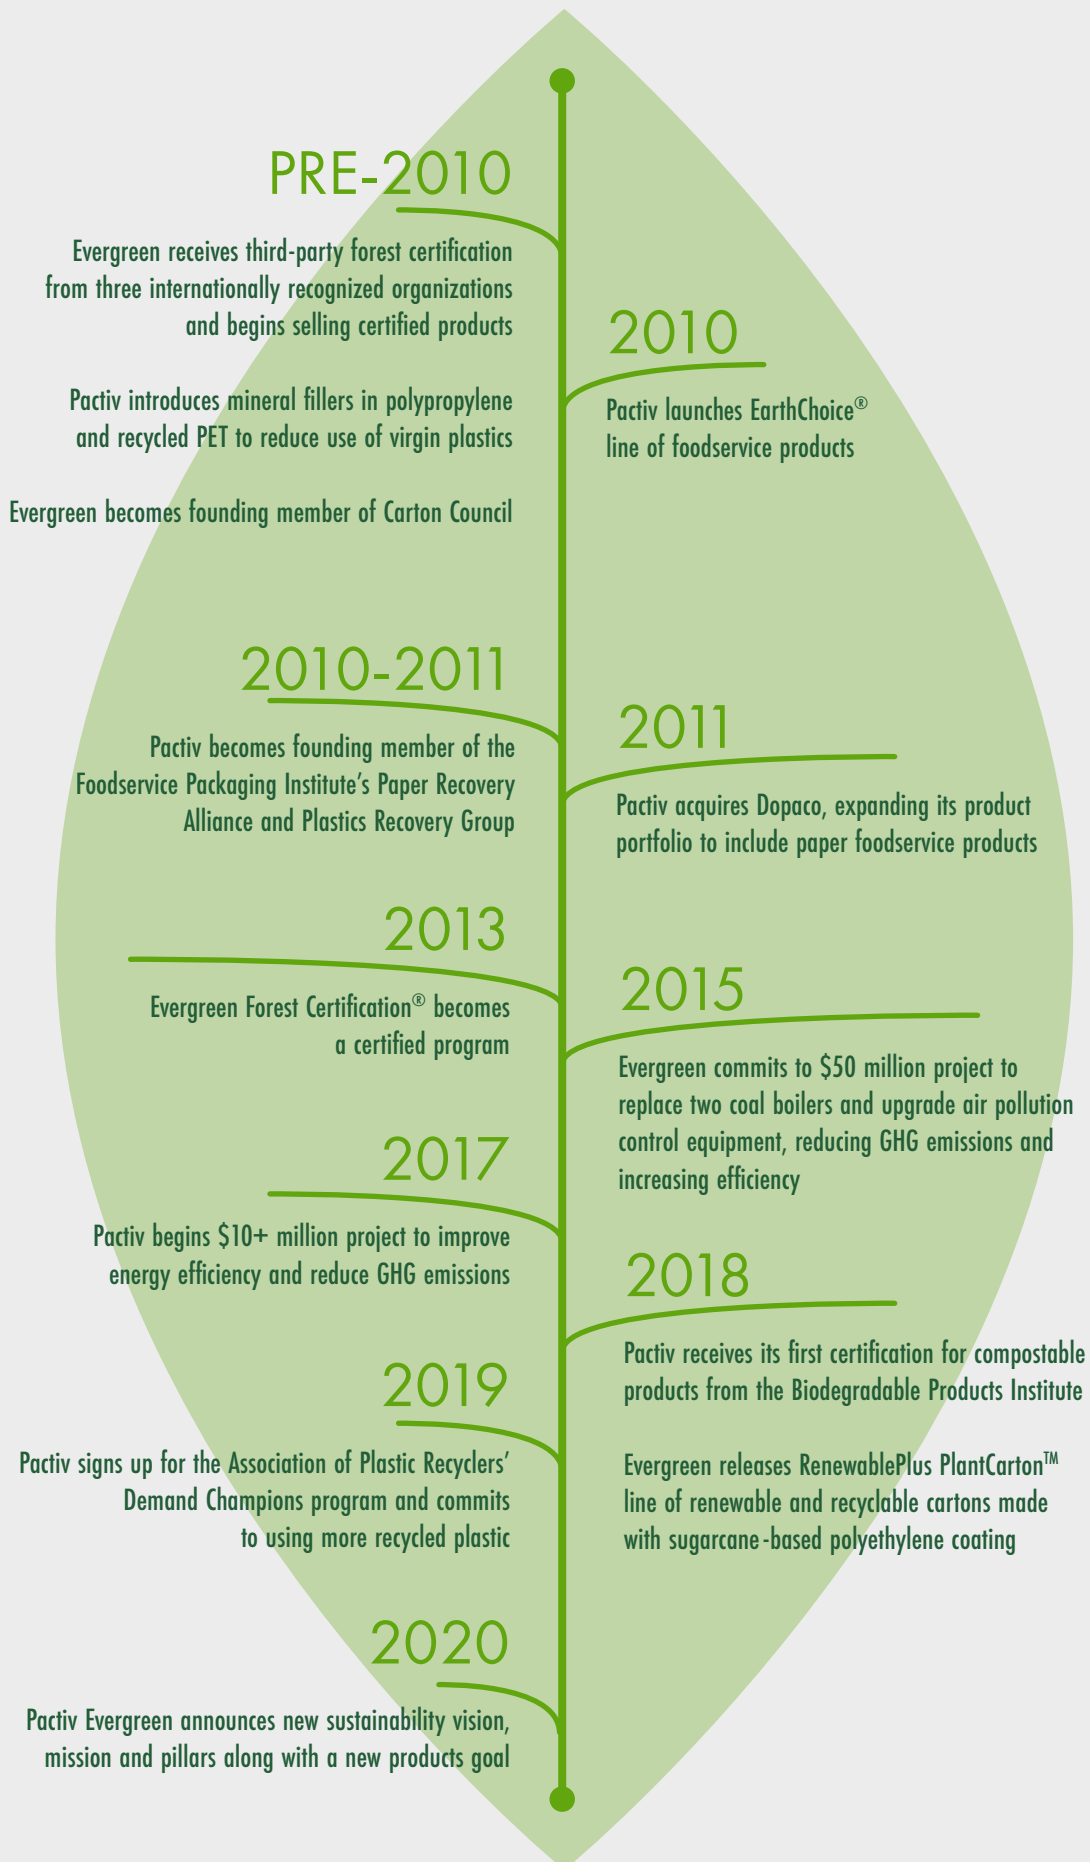 PRE-2010
Evergreen receives third-party forest certification
from three internationally recognized organizations
and begins selling certified products
Pactiv introduces mineral fillers in polypropylene
and recycled PET to reduce use of virgin plastics
Evergreen becomes founding member of Carton Council
2010
Pactiv launches EarthChoice®
line of foodservice products
2010-2011
Pactiv becomes founding member of the
Foodservice Packaging Institute’s Paper Recovery
Alliance and Plastics Recovery Group
2011
Pactiv acquires Dopaco, expanding its product
portfolio to include paper foodservice products
2013
Evergreen Forest Certification® becomes
a certified program
2015
Evergreen commits to $50 million project to
replace two coal boilers and upgrade air pollution
control equipment, reducing GHG emissions and
increasing efficiency
2017
Pactiv begins $10+ million project to improve
energy efficiency and reduce GHG emissions
2018
Pactiv receives its first certification for compostable
products from the Biodegradable Products Institute
Evergreen releases RenewablePlus PlantCarton™
line of renewable and recyclable cartons made
with sugarcane-based polyethylene coating
2019
Pactiv signs up for the Association of Plastic Recyclers’
Demand Champions program and commits
to using more recycled plastic
2020
Pactiv Evergreen announces new sustainability vision,
mission and pillars along with a new products goal